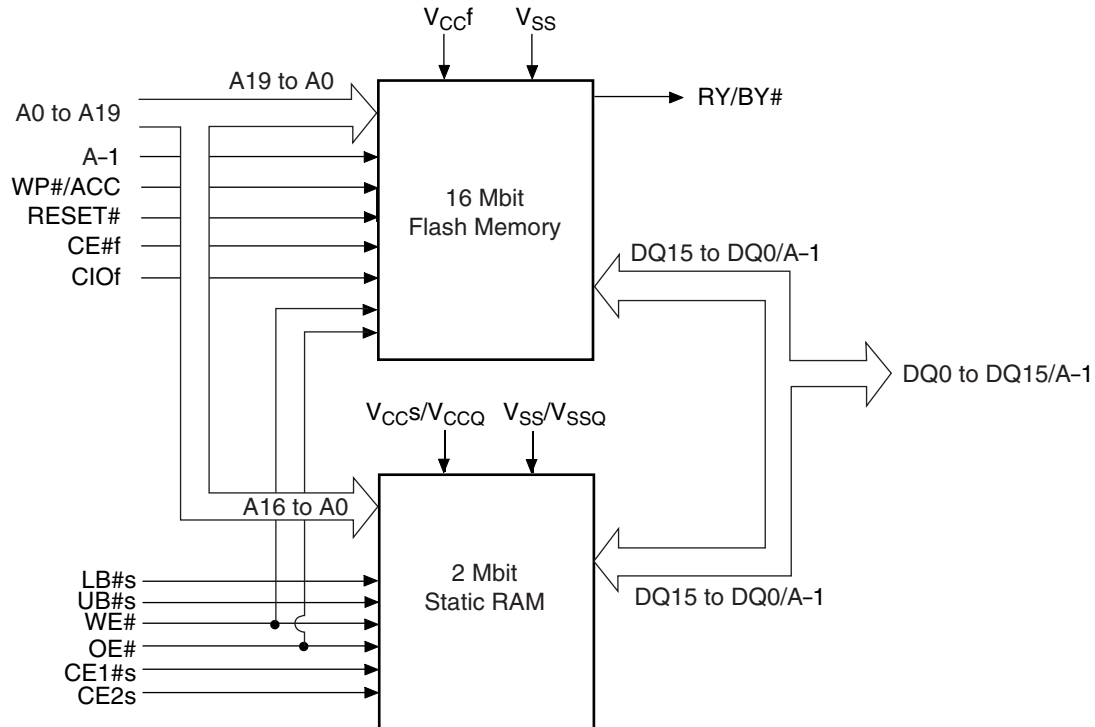 VCCf
VSS
A19 to A0
A0 to A19
RY/BY#
A–1
WP#/ACC
RESET#
CE#f
CIOf
16 Mbit
Flash Memory
DQ15 to DQ0/A–1
DQ0 to DQ15/A–1
VCCs/VCCQ
VSS/VSSQ
A16 to A0
LB#s
UB#s
WE#
OE#
CE1#s
CE2s
2 Mbit
Static RAM
DQ15 to DQ0/A–1